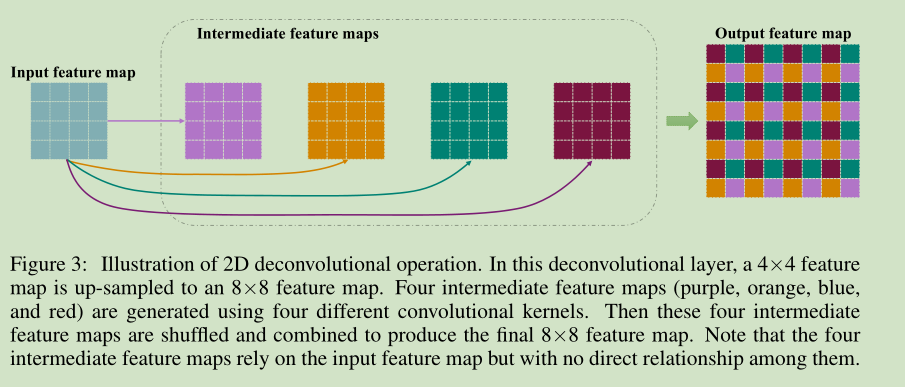 Intermediate feature maps
Output feature map
Input feature map
Figure 3: Illustration of 2D deconvolutional operation. In this deconvolutional layer, a 4×4 feature
map is up-sampled to an 8×8 feature map. Four intermediate feature maps (purple, orange, blue,
and red) are generated using four different convolutional kernels. Then these four intermediate
feature maps are shuffled and combined to produce the final 8×8 feature map. Note that the four
intermediate feature maps rely on the input feature map but with no direct relationship among them.